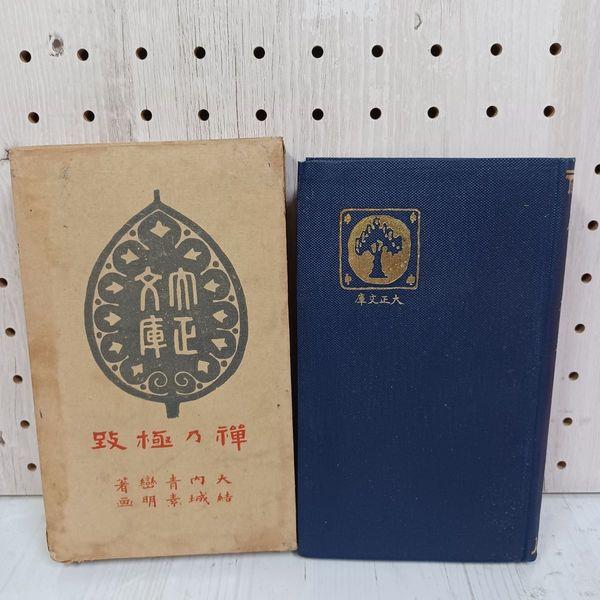 大正
文庫
禪乃極致
大内青巒著
結城素明画
大正文庫